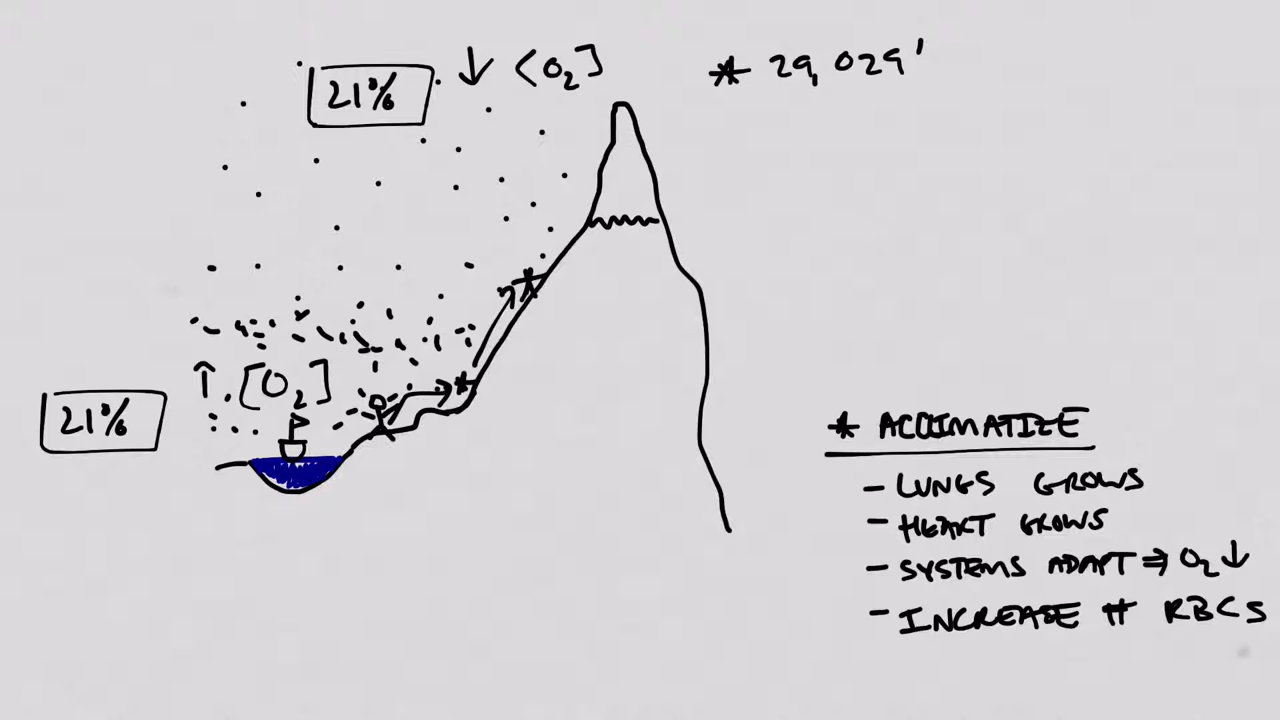 21% ↓ [O₂] * 29,029'
↑ [O₂]
21%
* ACCLIMATIZE
- LUNGS GROWS
- HEART GROWS
- SYSTEMS ADAPT ⇒ O₂ ↓
- INCREASE # RBCS